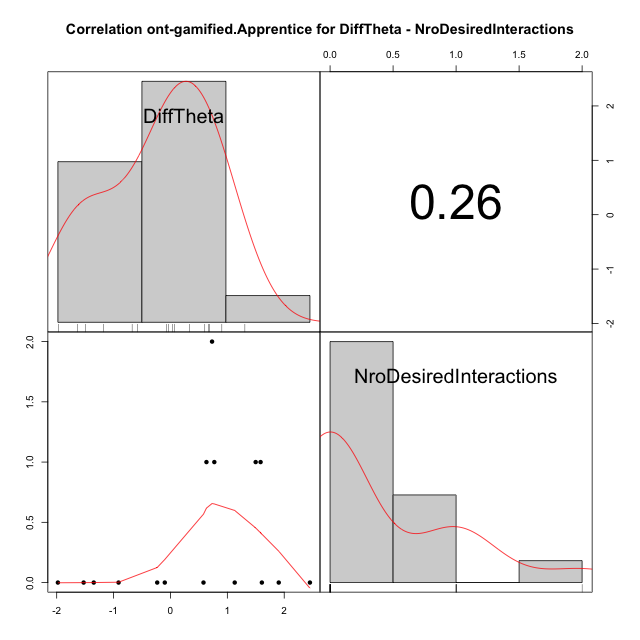 Correlation ont-gamified.Apprentice for DiffTheta - NroDesiredInteractions
0.0 0.5 1.0 1.5 2.0
DiffTheta
0.26
2
1
0
-1
-2
NroDesiredInteractions
2.0
1.5
1.0
0.5
0.0
-2 -1 0 1 2